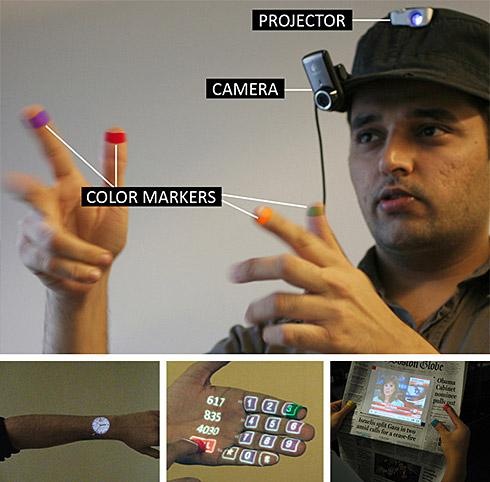 PROJECTOR
CAMERA
COLOR MARKERS
617
835
4030
1 2 3
4 5 6
7 8 9
0
Boston Globe
Obama
Cabinet
nominee
pulls out
Israelis split Gaza in two
amid calls for a cease-fire